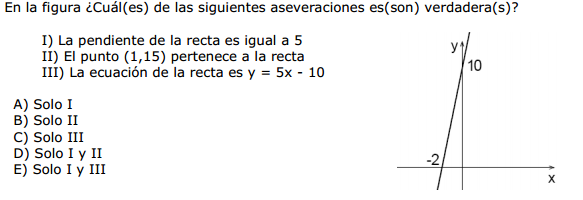 En la figura ¿Cuál(es) de las siguientes aseveraciones es(son) verdadera(s)?
I) La pendiente de la recta es igual a 5
II) El punto (1,15) pertenece a la recta
III) La ecuación de la recta es y = 5x - 10
A) Solo I
B) Solo II
C) Solo III
D) Solo I y II
E) Solo I y III
y
10
-2
x